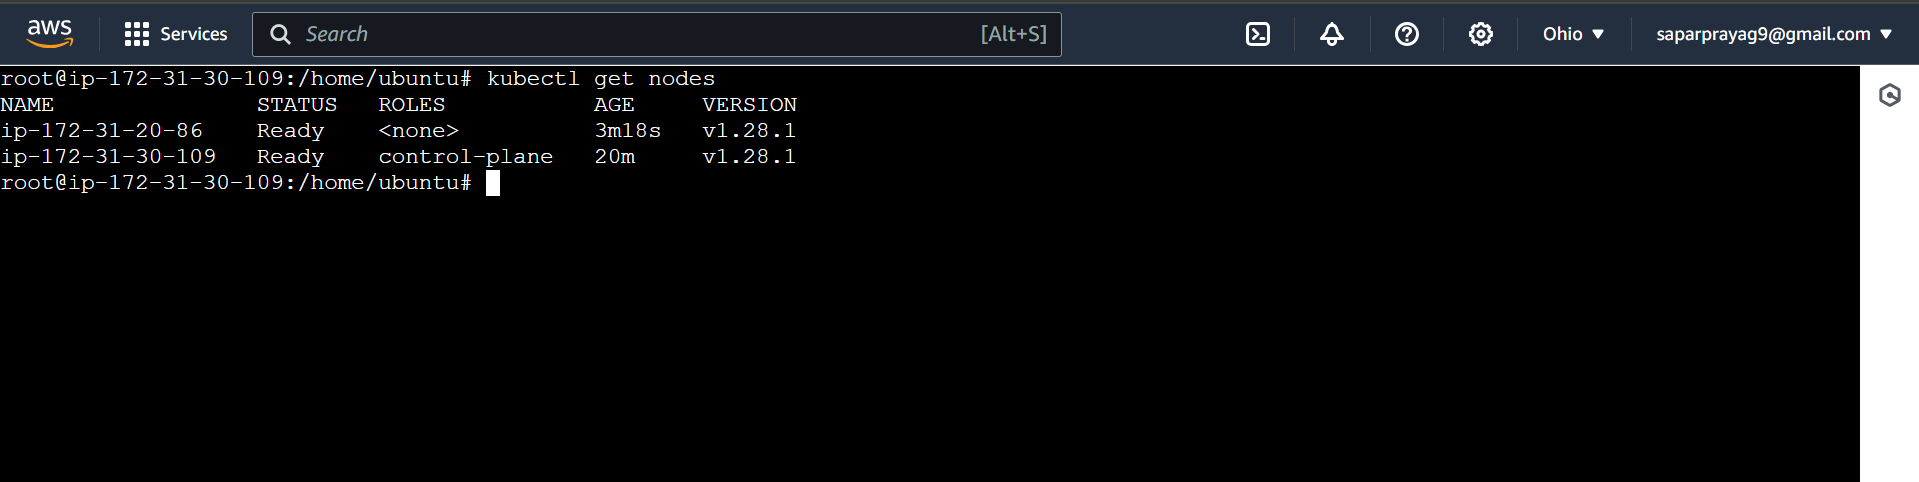 aws Services Search [Alt+S] Ohio saparprayag9@gmail.com
root@ip-172-31-30-109:/home/ubuntu# kubectl get nodes
NAME STATUS ROLES AGE VERSION
ip-172-31-20-86 Ready <none> 3m18s v1.28.1
ip-172-31-30-109 Ready control-plane 20m v1.28.1
root@ip-172-31-30-109:/home/ubuntu#